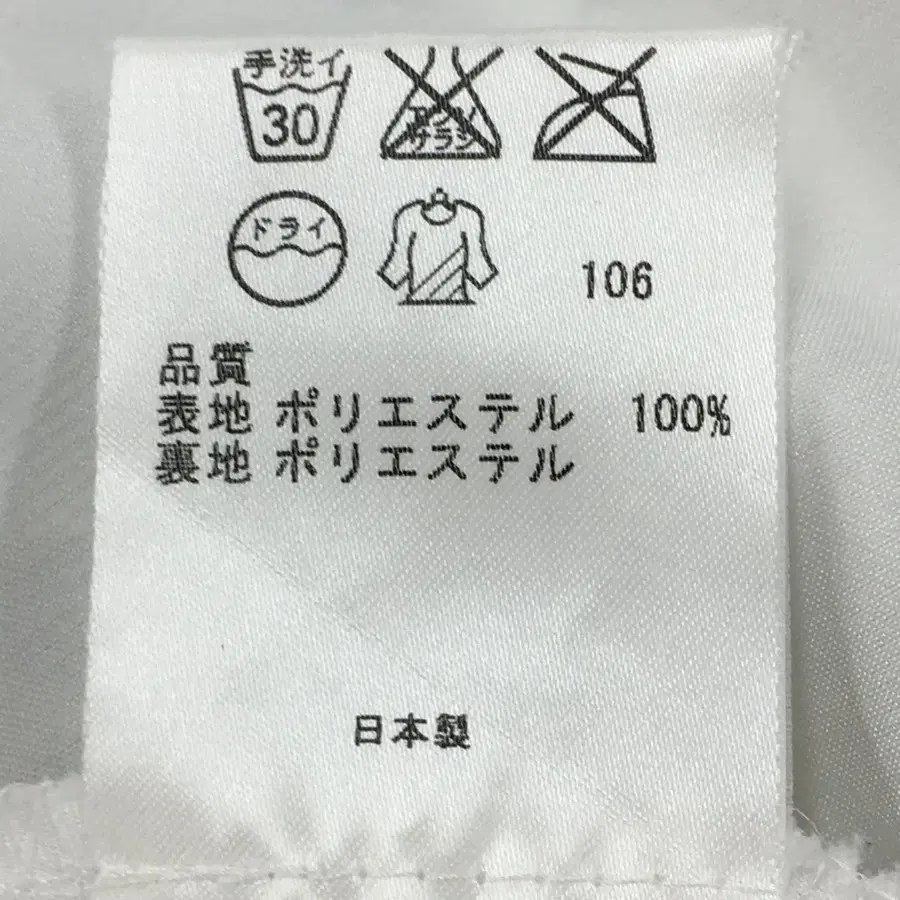 手洗イ
30
エンソ
サラシ
ドライ
106
品質
表地 ポリエステル 100%
裏地 ポリエステル
日本製